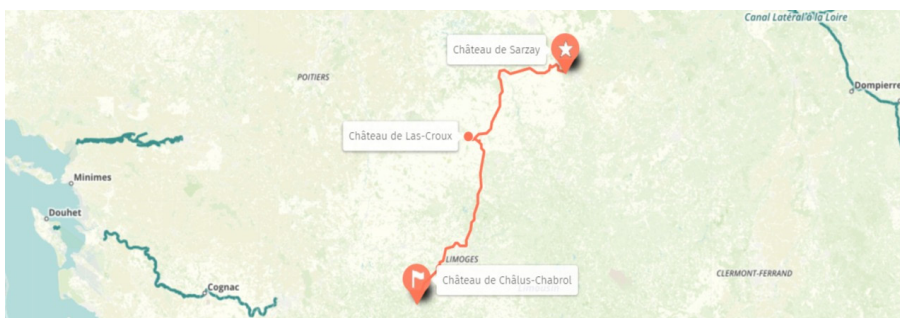 Canal Latéral à la Loire
Château de Sarzay
POITIERS
Dompierre
Château de Las-Croux
Minimes
Douhet
LIMOGES
CLERMONT-FERRAND
Château de Châlus-Chabrol
Cognac